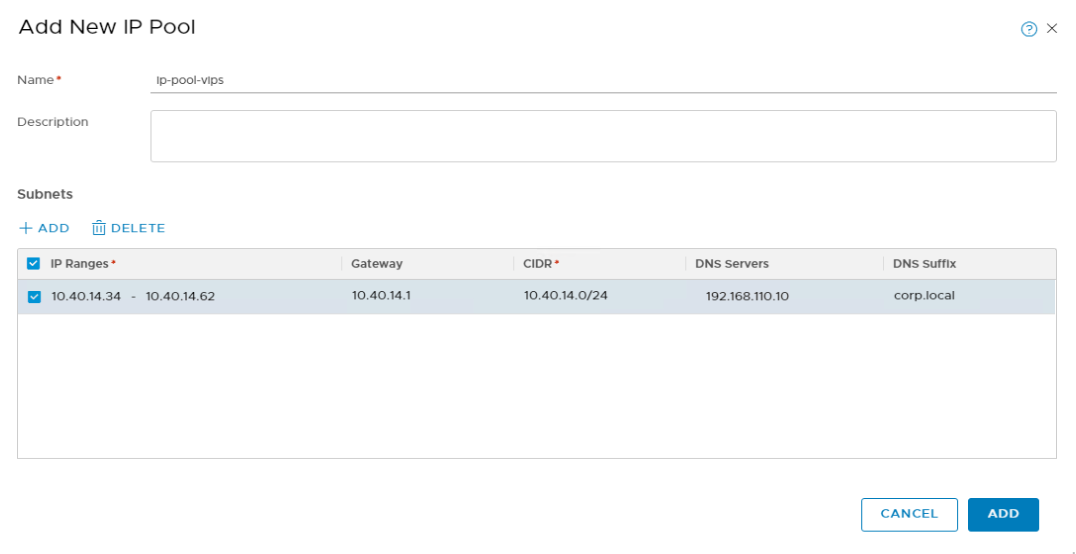 Add New IP Pool
Name* ip-pool-vips
Description
Subnets
+ ADD DELETE
IP Ranges* Gateway CIDR* DNS Servers DNS Suffix
10.40.14.34 - 10.40.14.62 10.40.14.1 10.40.14.0/24 192.168.110.10 corp.local
CANCEL ADD